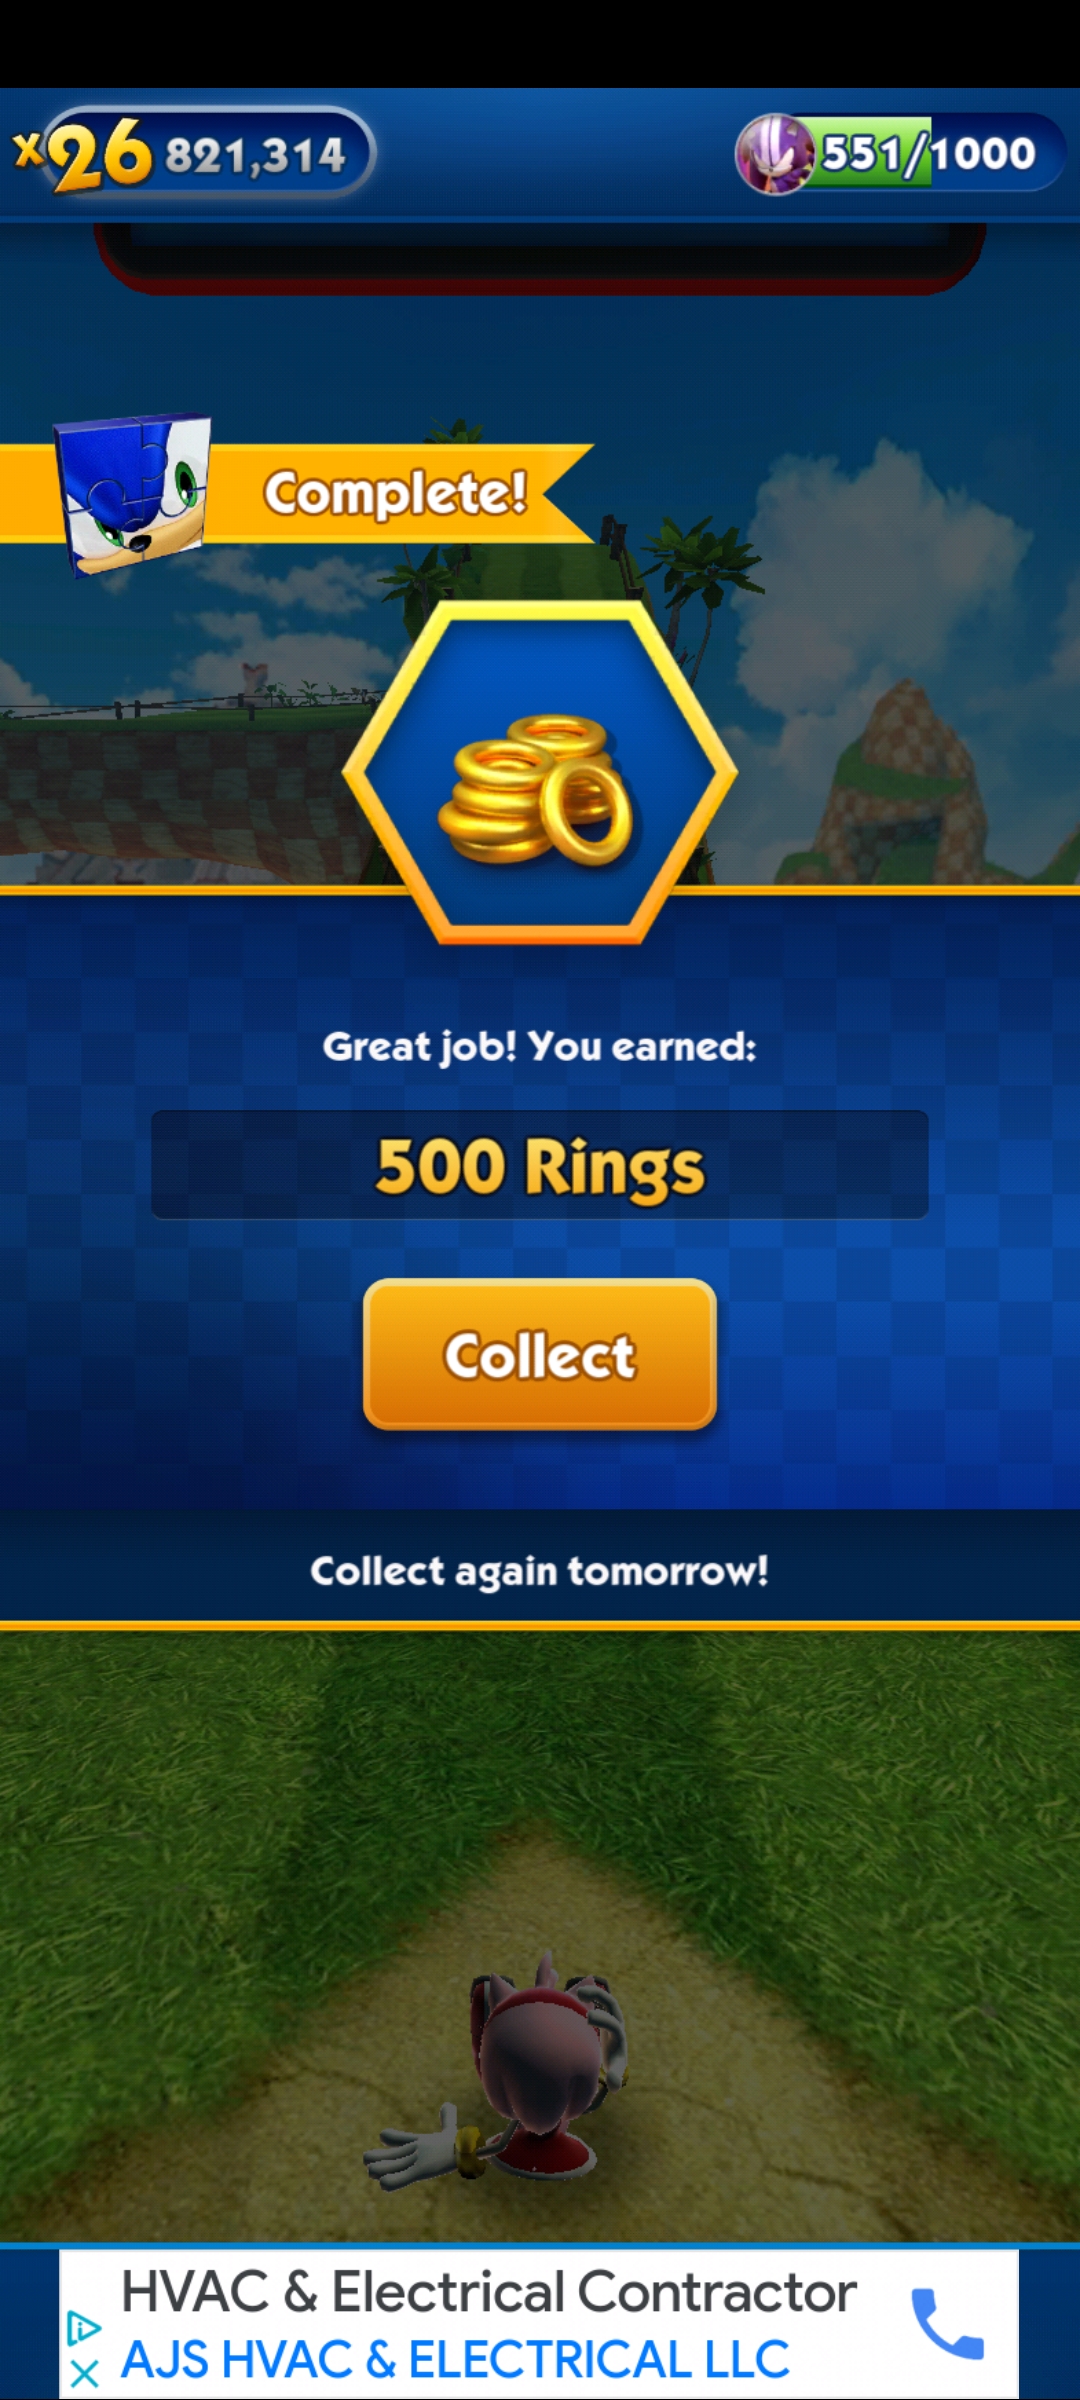 x26 821,314
551/1000
Complete!
Great job! You earned:
500 Rings
Collect
Collect again tomorrow!
HVAC & Electrical Contractor
AJS HVAC & ELECTRICAL LLC